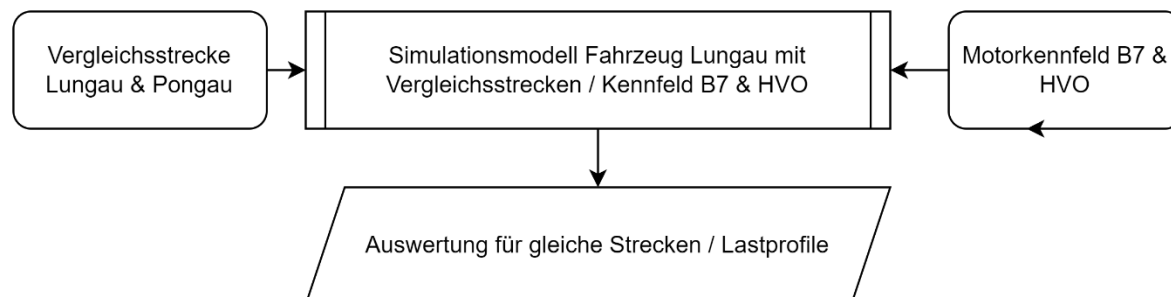 Vergleichsstrecke
Lungau & Pongau
Simulationsmodell Fahrzeug Lungau mit
Vergleichsstrecken / Kennfeld B7 & HVO
Motorkennfeld B7 &
HVO
Auswertung für gleiche Strecken / Lastprofile